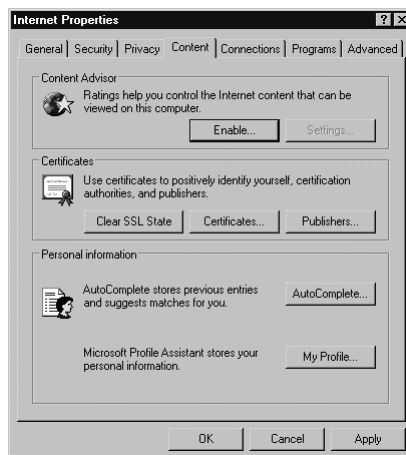 Internet Properties
General Security Privacy Content Connections Programs Advanced
Content Advisor
Ratings help you control the Internet content that can be
viewed on this computer.
Enable... Settings...
Certificates
Use certificates to positively identify yourself, certification
authorities, and publishers.
Clear SSL State Certificates... Publishers...
Personal information
AutoComplete stores previous entries
and suggests matches for you.
AutoComplete...
Microsoft Profile Assistant stores your
personal information.
My Profile...
OK Cancel Apply